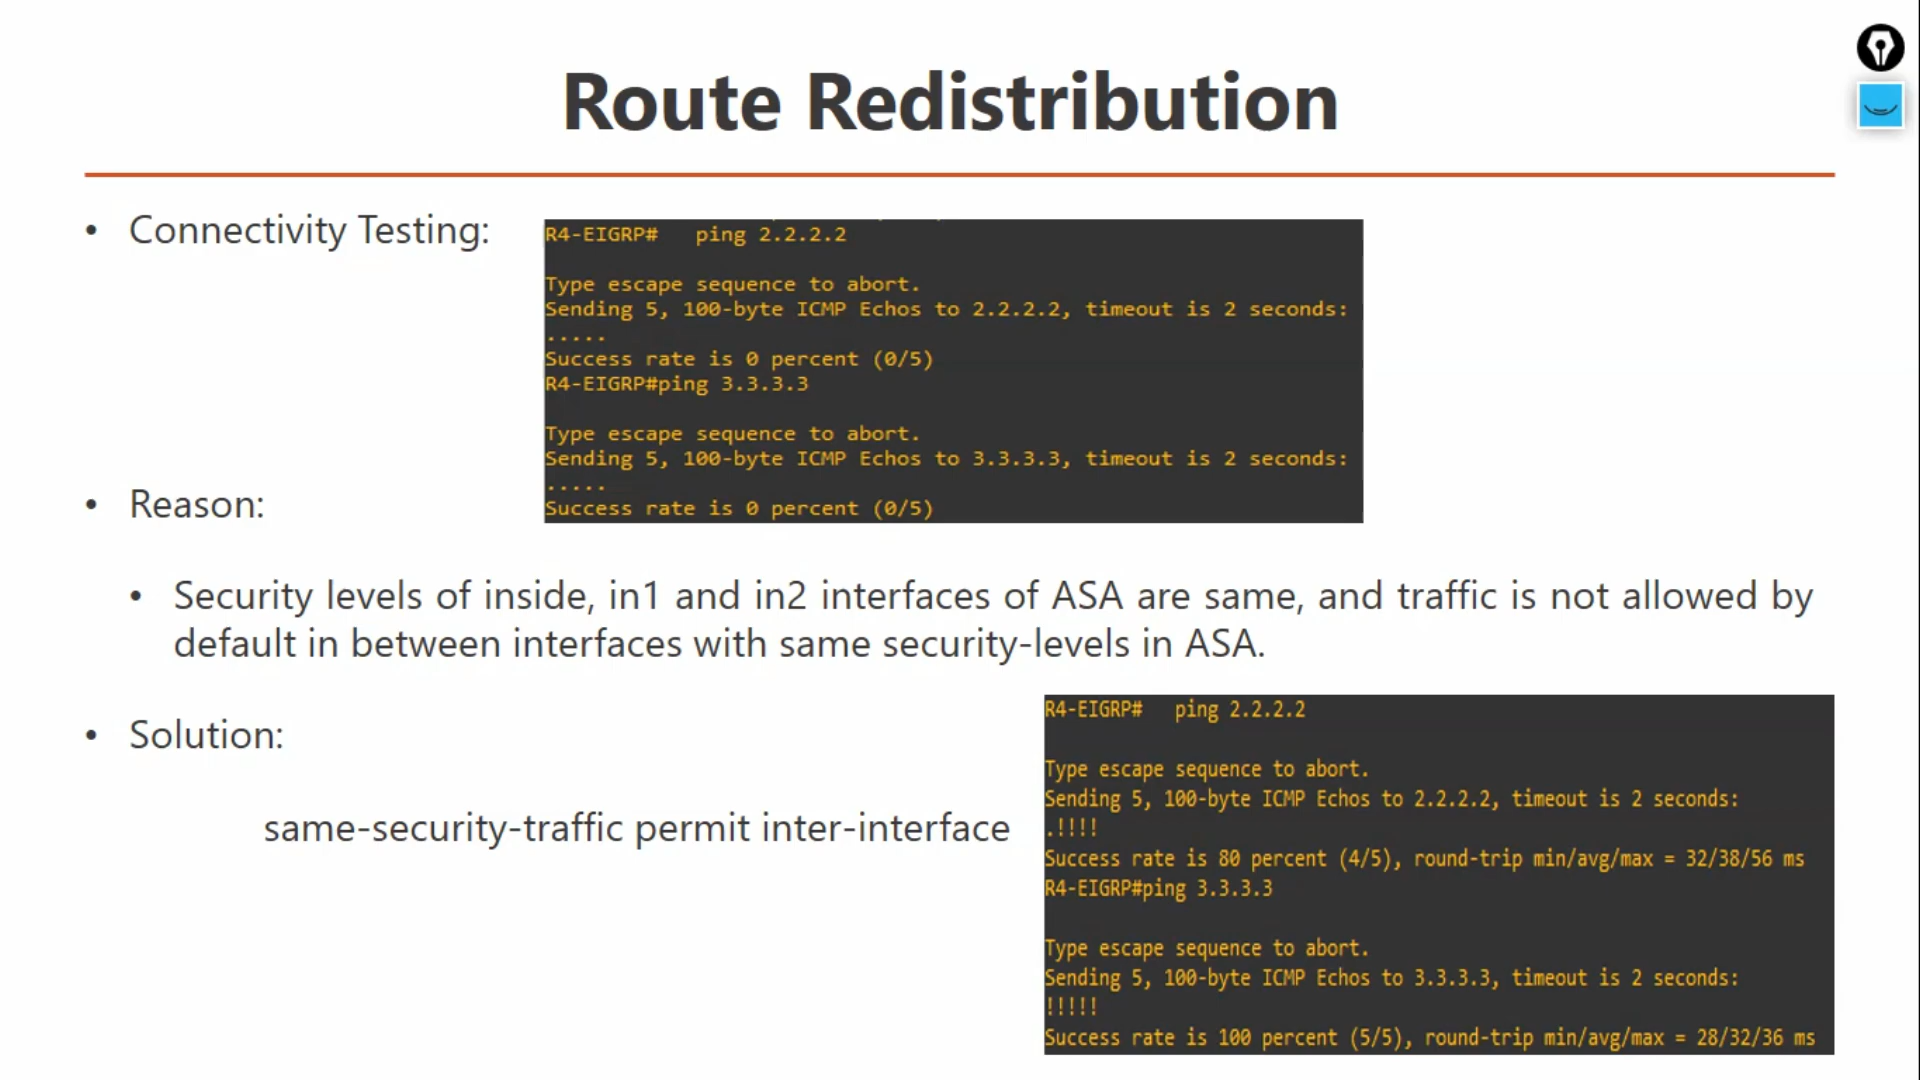 Route Redistribution
• Connectivity Testing:
R4-EIGRP#   ping 2.2.2.2
Type escape sequence to abort.
Sending 5, 100-byte ICMP Echos to 2.2.2.2, timeout is 2 seconds:
.....
Success rate is 0 percent (0/5)
R4-EIGRP#ping 3.3.3.3
Type escape sequence to abort.
Sending 5, 100-byte ICMP Echos to 3.3.3.3, timeout is 2 seconds:
.....
Success rate is 0 percent (0/5)
• Reason:
• Security levels of inside, in1 and in2 interfaces of ASA are same, and traffic is not allowed by
default in between interfaces with same security-levels in ASA.
• Solution:
same-security-traffic permit inter-interface
R4-EIGRP#   ping 2.2.2.2
Type escape sequence to abort.
Sending 5, 100-byte ICMP Echos to 2.2.2.2, timeout is 2 seconds:
.!!!!
Success rate is 80 percent (4/5), round-trip min/avg/max = 32/38/56 ms
R4-EIGRP#ping 3.3.3.3
Type escape sequence to abort.
Sending 5, 100-byte ICMP Echos to 3.3.3.3, timeout is 2 seconds:
!!!!!
Success rate is 100 percent (5/5), round-trip min/avg/max = 28/32/36 ms